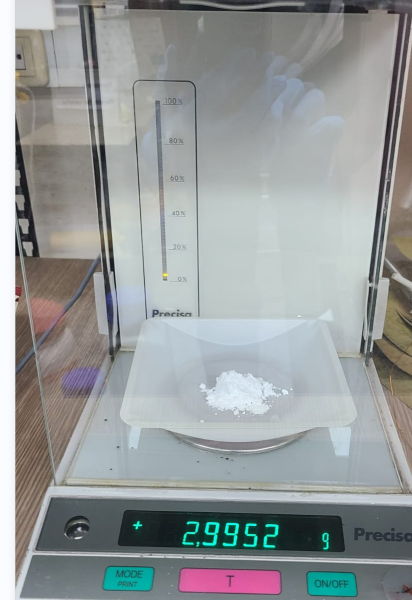 100%
80%
60%
40%
20%
0%
Precisa
+ 2.9952 g
Precisa
MODE
PRINT
T
ON/OFF